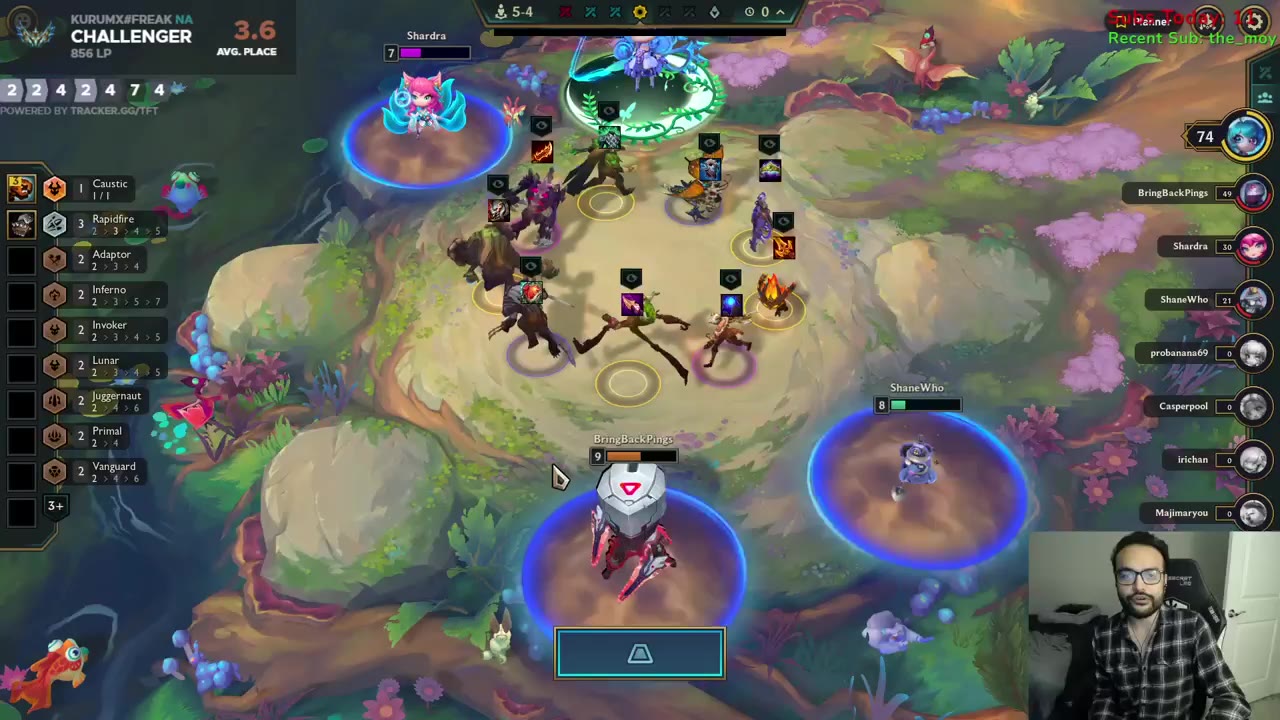 KURUMX#FREAK NA
CHALLENGER
856 LP
3.6
AVG. PLACE
2 2 4 2 4 7 4
POWERED BY TRACKER.GG/TFT
5-4
0
Planner
Subs Today: 11
Recent Sub: the_moy
Shardra
7
74
BringBackPings 49
Shardra 30
ShaneWho 21
probanana69 0
Casperpool 0
irichan 0
Majimaryou 0
1 Caustic
1 / 1
3 Rapidfire
2 > 3 > 4 > 5
2 Adaptor
2 > 3 > 4
2 Inferno
2 > 3 > 5 > 7
2 Invoker
2 > 3 > 4 > 5
2 Lunar
2 > 3 > 4 > 5
2 Juggernaut
2 > 4 > 6
2 Primal
2 > 4
2 Vanguard
2 > 4 > 6
3+
ShaneWho
8
BringBackPings
9